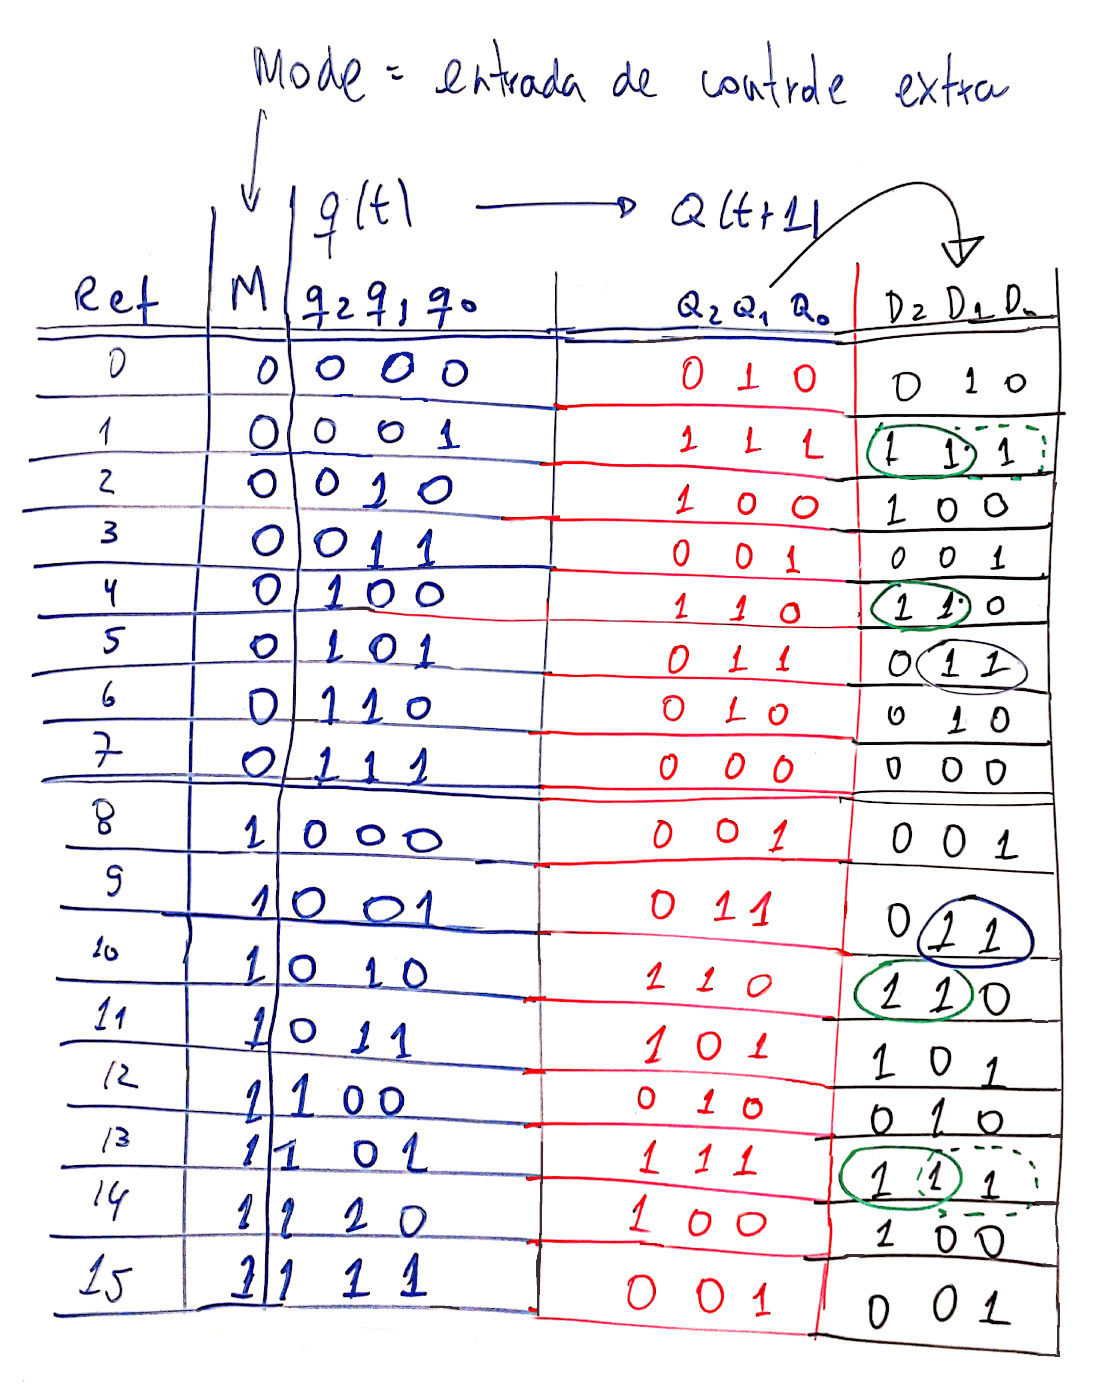 Mode = entrada de controle extra
q(t) → Q(t+1)
Ref M q2 q1 q0 Q2 Q1 Q0 D2 D1 D0
0 0 0 0 0 0 1 0 0 1 0
1 0 0 0 1 1 1 1 1 1 1
2 0 0 1 0 1 0 0 1 0 0
3 0 0 1 1 0 0 1 0 0 1
4 0 1 0 0 1 1 0 1 1 0
5 0 1 0 1 0 1 1 0 1 1
6 0 1 1 0 0 1 0 0 1 0
7 0 1 1 1 0 0 0 0 0 0
8 1 0 0 0 0 0 1 0 0 1
9 1 0 0 1 0 1 1 0 1 1
10 1 0 1 0 1 1 0 1 1 0
11 1 0 1 1 1 0 1 1 0 1
12 1 1 0 0 0 1 0 0 1 0
13 1 1 0 1 1 1 1 1 1 1
14 1 1 1 0 1 0 0 1 0 0
15 1 1 1 1 0 0 1 0 0 1